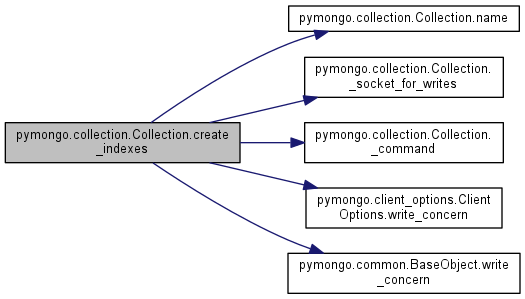 pymongo.collection.Collection.name
pymongo.collection.Collection.
_socket_for_writes
pymongo.collection.Collection.create
_indexes
pymongo.collection.Collection.
_command
pymongo.client_options.Client
Options.write_concern
pymongo.common.BaseObject.write
_concern